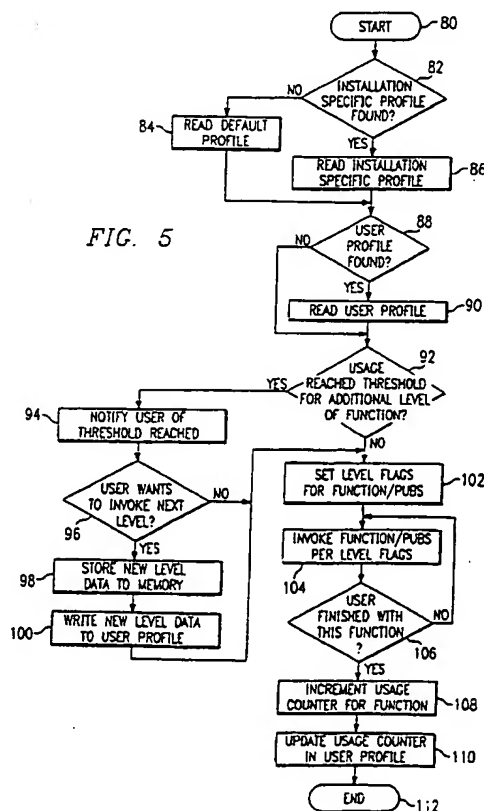 START
80
82
INSTALLATION
SPECIFIC PROFILE
FOUND?
NO
84
READ DEFAULT
PROFILE
YES
READ INSTALLATION
SPECIFIC PROFILE
86
FIG. 5
88
USER
PROFILE
FOUND?
NO
YES
READ USER PROFILE
90
92
USAGE
REACHED THRESHOLD
FOR ADDITIONAL LEVEL
OF FUNCTION?
YES
94
NOTIFY USER OF
THRESHOLD REACHED
NO
USER WANTS
TO INVOKE NEXT
LEVEL?
NO
96
SET LEVEL FLAGS
FOR FUNCTION/PUBS
102
YES
INVOKE FUNCTION/PUBS
PER LEVEL FLAGS
104
98
STORE NEW LEVEL
DATA TO MEMORY
100
WRITE NEW LEVEL DATA
TO USER PROFILE
USER
FINISHED WITH
THIS FUNCTION
?
NO
106
YES
INCREMENT USAGE
COUNTER FOR FUNCTION
108
UPDATE USAGE COUNTER
IN USER PROFILE
110
END
112